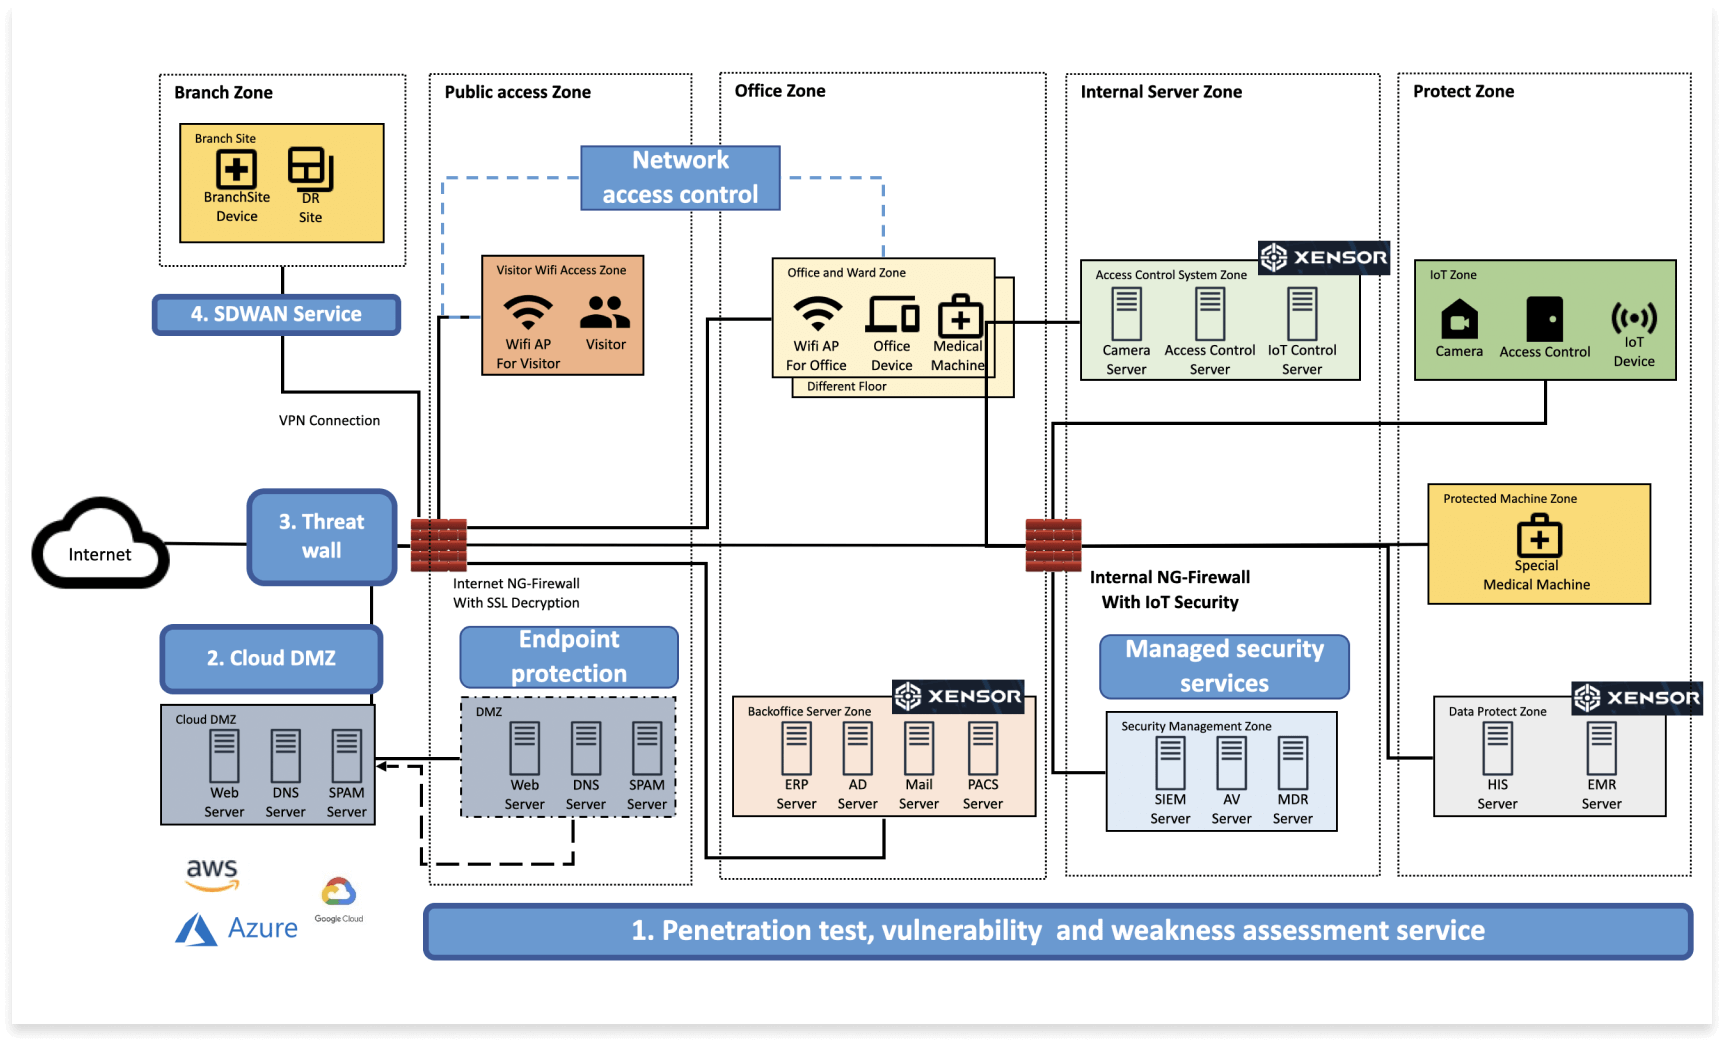 Branch Zone
Branch Site
BranchSite
Device
DR
Site
4. SDWAN Service
VPN Connection
Internet
3. Threat
wall
2. Cloud DMZ
Cloud DMZ
Web
Server
DNS
Server
SPAM
Server
aws
Azure
Google Cloud
Public access Zone
Network
access control
Visitor Wifi Access Zone
Wifi AP
For Visitor
Visitor
Internet NG-Firewall
With SSL Decryption
Endpoint
protection
DMZ
Web
Server
DNS
Server
SPAM
Server
Office Zone
Office and Ward Zone
Wifi AP
For Office
Office
Device
Medical
Machine
Different Floor
XENSOR
Backoffice Server Zone
ERP
Server
AD
Server
Mail
Server
PACS
Server
Internal Server Zone
XENSOR
Access Control System Zone
Camera
Server
Access Control
Server
IoT Control
Server
Internal NG-Firewall
With IoT Security
Managed security
services
Security Management Zone
SIEM
Server
AV
Server
MDR
Server
Protect Zone
IoT Zone
Camera
Access Control
IoT
Device
Protected Machine Zone
Special
Medical Machine
XENSOR
Data Protect Zone
HIS
Server
EMR
Server
1. Penetration test, vulnerability  and weakness assessment service